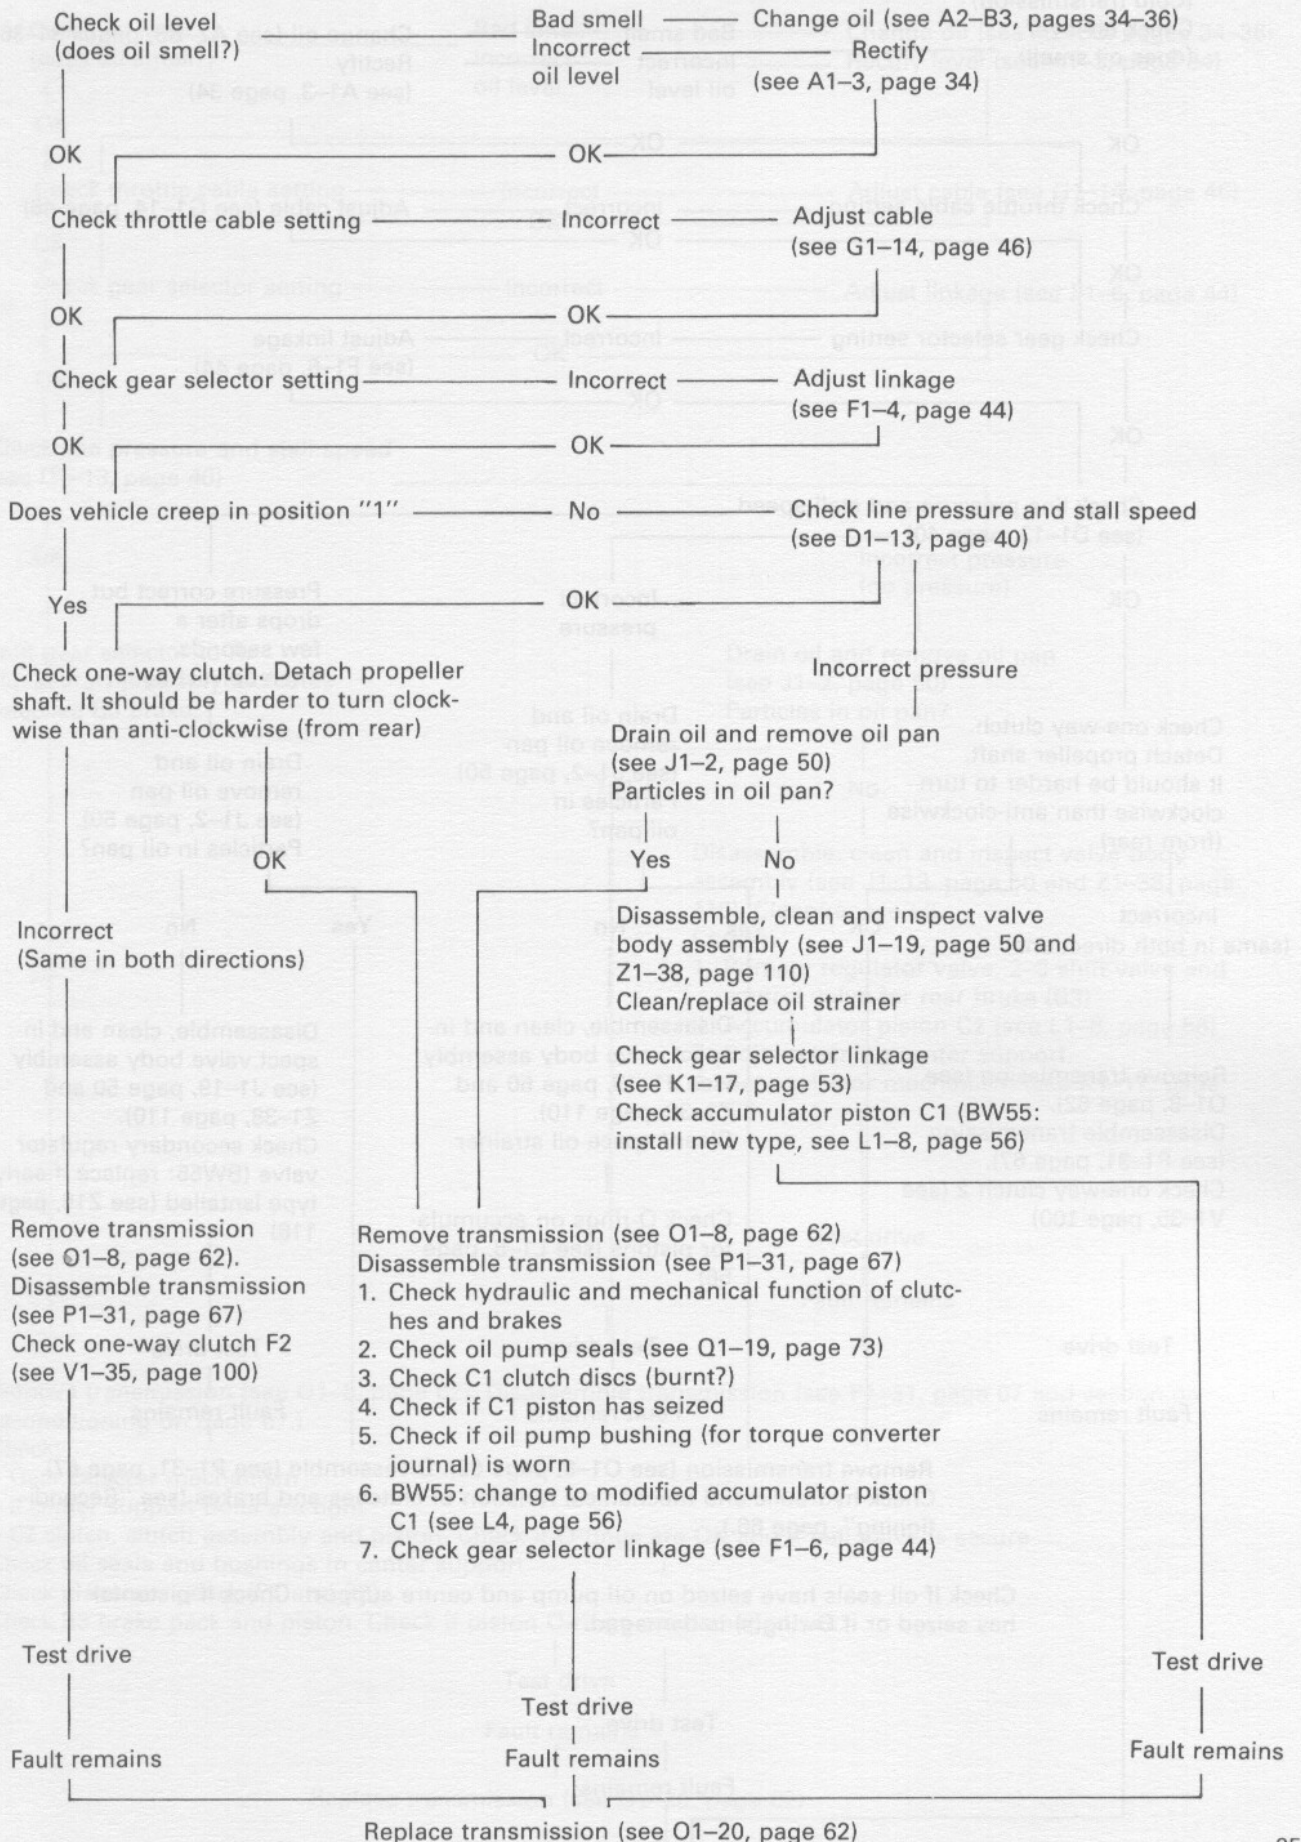 Check oil level
(does oil smell?)
Bad smell
Change oil (see A2–B3, pages 34–36)
Incorrect
oil level
Rectify
(see A1–3, page 34)
OK
OK
Check throttle cable setting
Incorrect
Adjust cable
(see G1–14, page 46)
OK
OK
Check gear selector setting
Incorrect
Adjust linkage
(see F1–4, page 44)
OK
OK
Does vehicle creep in position "1"
No
Check line pressure and stall speed
(see D1–13, page 40)
Yes
OK
Check one-way clutch. Detach propeller
shaft. It should be harder to turn clock-
wise than anti-clockwise (from rear)
Incorrect pressure
Drain oil and remove oil pan
(see J1–2, page 50)
Particles in oil pan?
OK
Yes
No
Incorrect
(Same in both directions)
Disassemble, clean and inspect valve
body assembly (see J1–19, page 50 and
Z1–38, page 110)
Clean/replace oil strainer
Check gear selector linkage
(see K1–17, page 53)
Check accumulator piston C1 (BW55:
install new type, see L1–8, page 56)
Remove transmission
(see O1–8, page 62).
Disassemble transmission
(see P1–31, page 67)
Check one-way clutch F2
(see V1–35, page 100)
Remove transmission (see O1–8, page 62)
Disassemble transmission (see P1–31, page 67)
1. Check hydraulic and mechanical function of clutc-
hes and brakes
2. Check oil pump seals (see Q1–19, page 73)
3. Check C1 clutch discs (burnt?)
4. Check if C1 piston has seized
5. Check if oil pump bushing (for torque converter
journal) is worn
6. BW55: change to modified accumulator piston
C1 (see L4, page 56)
7. Check gear selector linkage (see F1–6, page 44)
Test drive
Test drive
Test drive
Fault remains
Fault remains
Fault remains
Replace transmission (see O1–20, page 62)